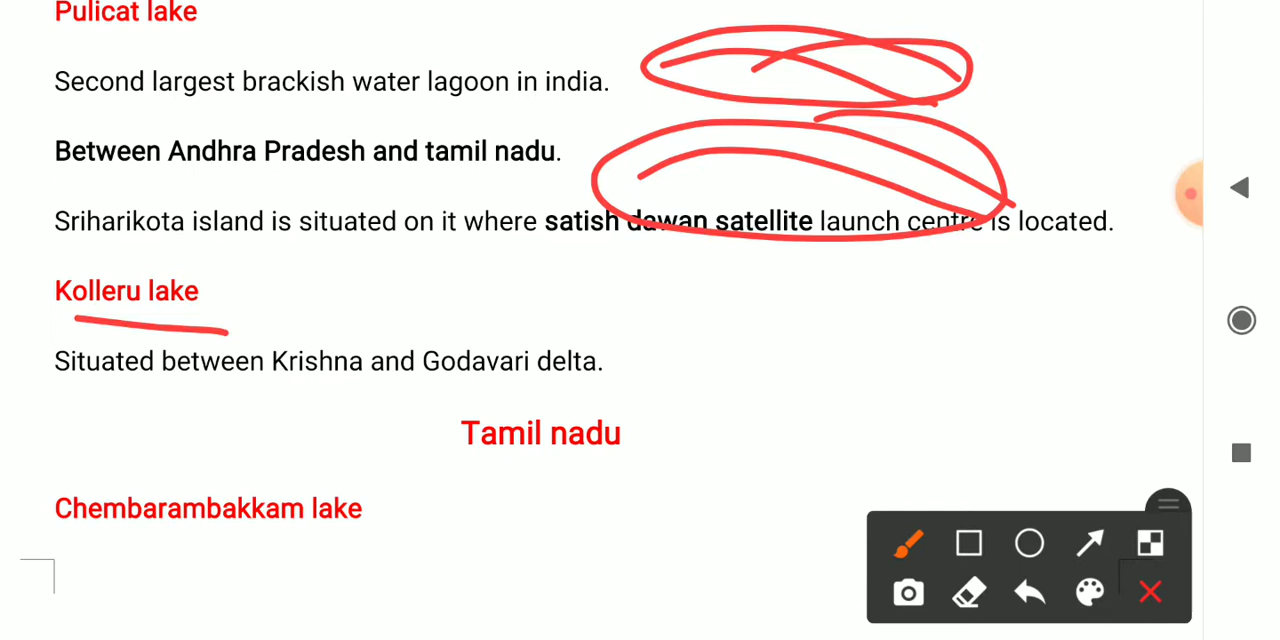 Pulicat lake
Second largest brackish water lagoon in india.
Between Andhra Pradesh and tamil nadu.
Sriharikota island is situated on it where satish dawan satellite launch centre is located.
Kolleru lake
Situated between Krishna and Godavari delta.
Tamil nadu
Chembarambakkam lake